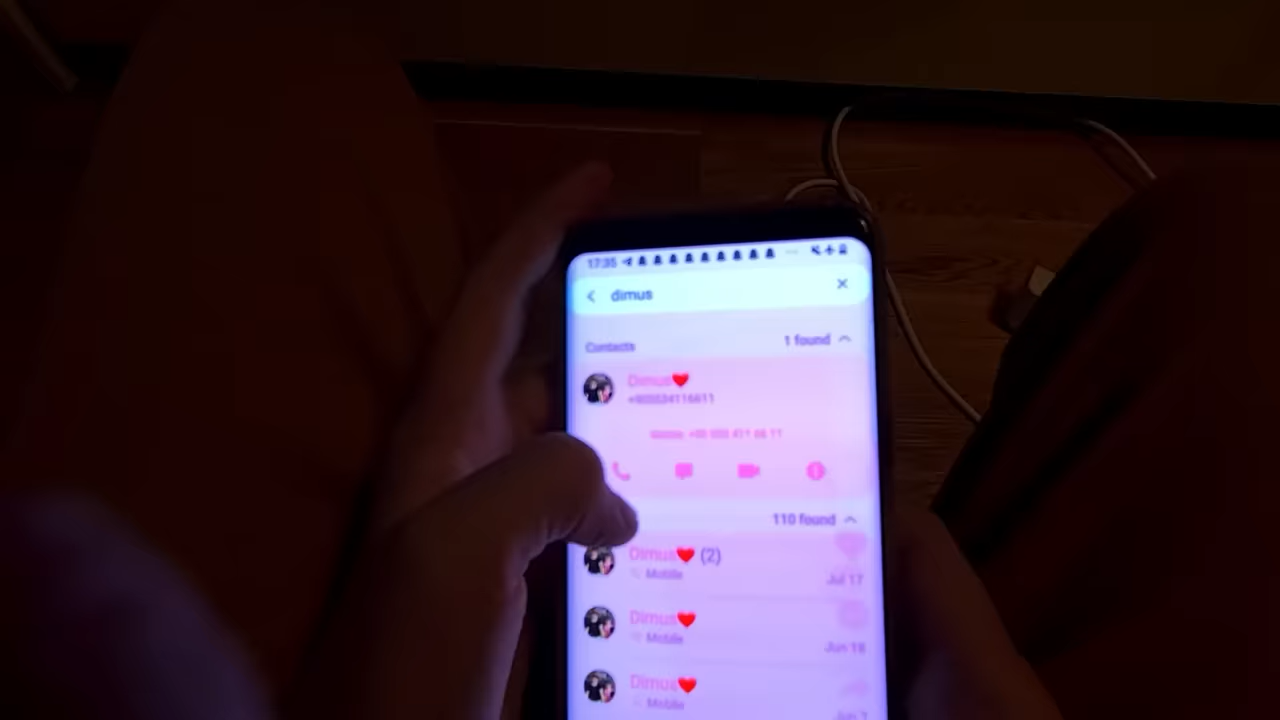 17:35
dimus
Contacts 1 found
Dimus❤️
110 found
Dimus❤️ (2)
Mobile
Jul 17
Dimus❤️
Mobile
Jun 18
Dimus❤️
Mobile